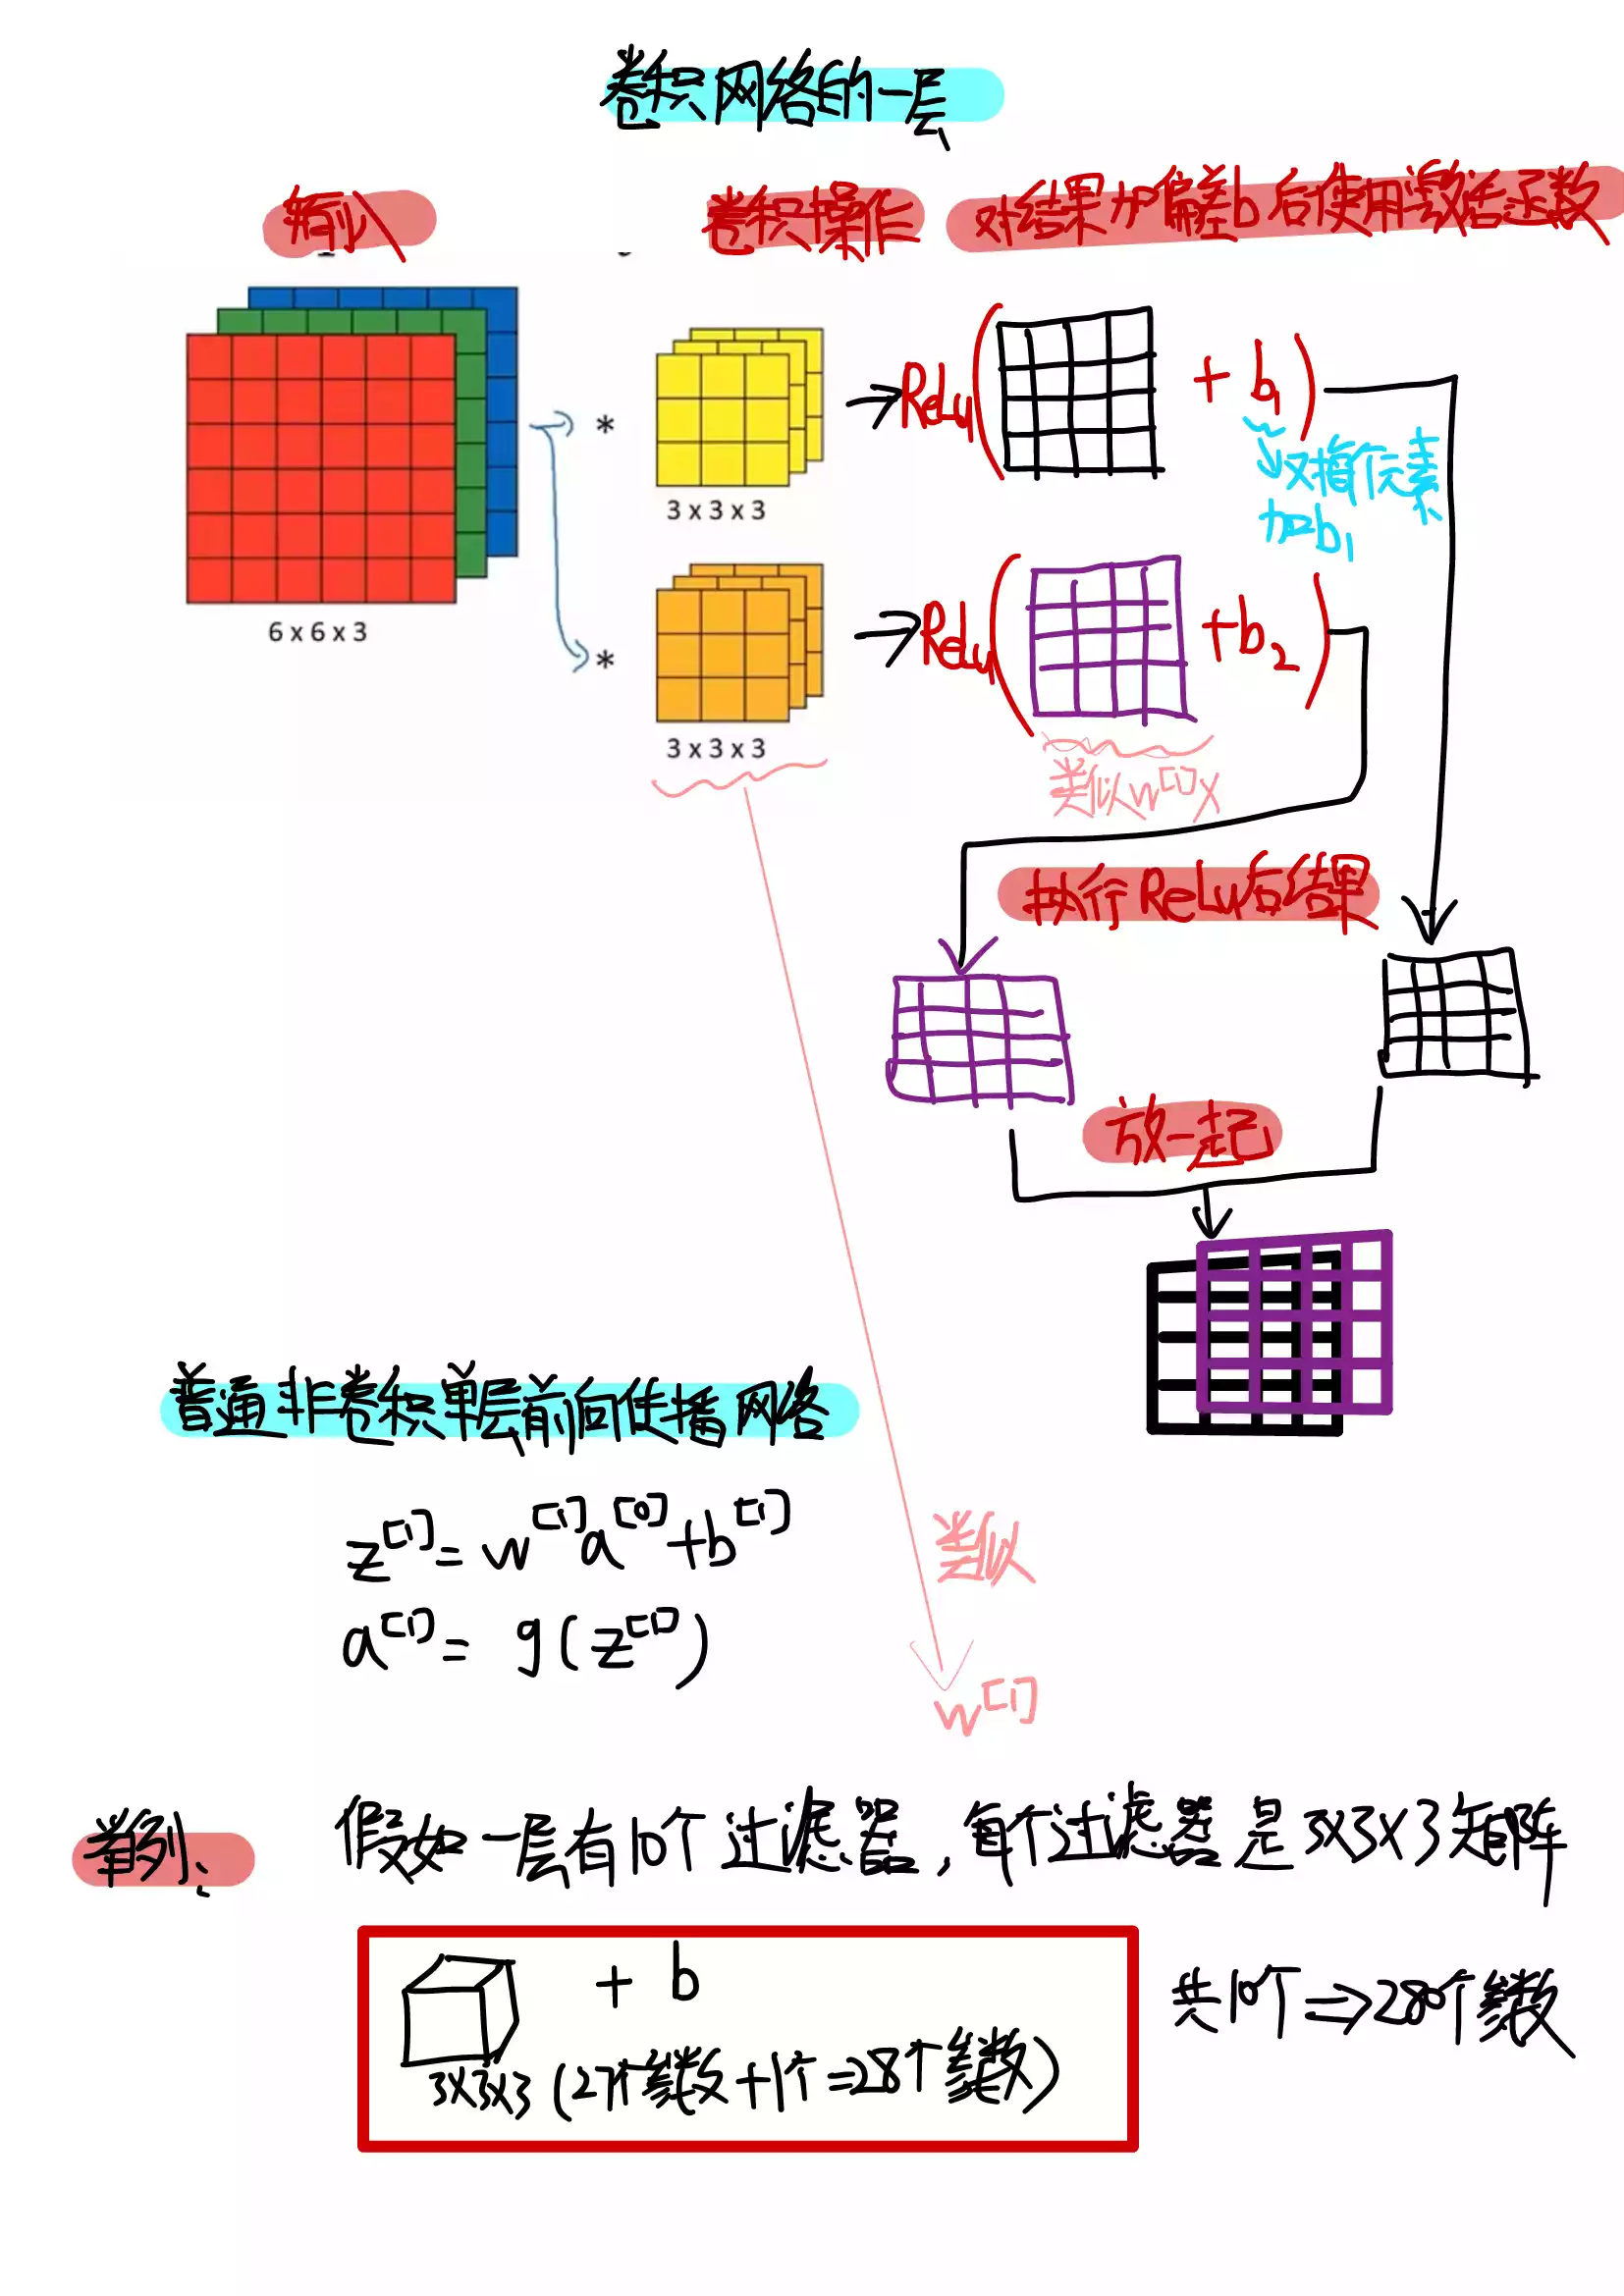 卷积网络的一层
输入
卷积操作
对结果加偏差b后使用激活函数
6 x 6 x 3
*
3 x 3 x 3
ReLu( + b₁)
对指个元素
加b₁
*
3 x 3 x 3
ReLu( +b₂)
类似w[1]x
执行ReLu后结果
放一起
普通非卷积单层前向传播网络
z[1] = w[1]a[0]+b[1]
a[1] = g(z[1])
类似
w[1]
举例:
假如一层有10个过滤器,每个过滤器是3x3x3矩阵
+ b
3x3x3 (27个参数+1个=28个参数)
共10个⇒280个参数